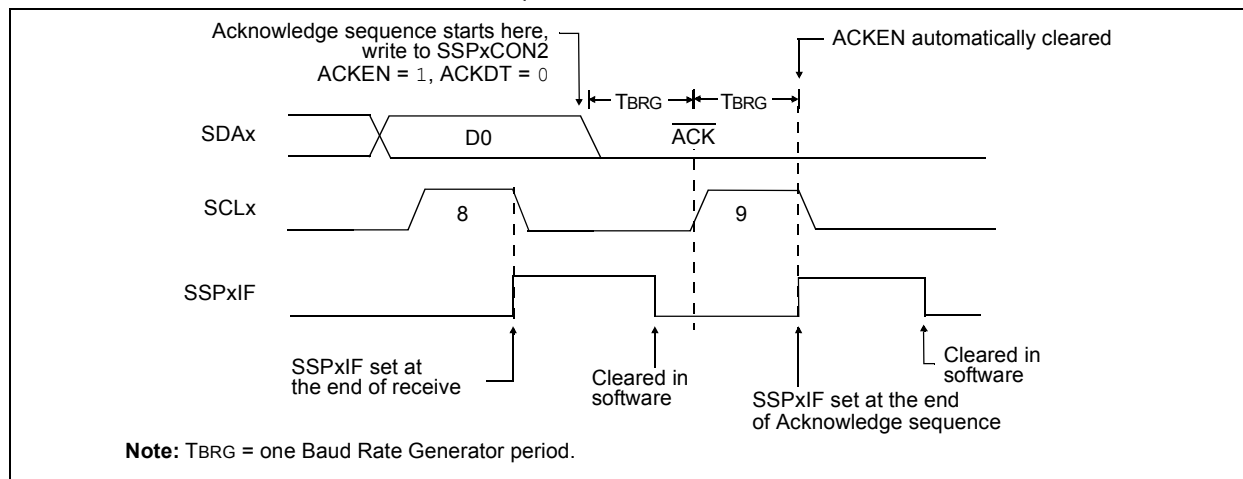 Acknowledge sequence starts here,
write to SSPxCON2
ACKEN = 1, ACKDT = 0
ACKEN automatically cleared
TBRG
TBRG
SDAx
D0
ACK
SCLx
8
9
SSPxIF
SSPxIF set at
the end of receive
Cleared in
software
SSPxIF set at the end
of Acknowledge sequence
Cleared in
software
Note: TBRG = one Baud Rate Generator period.